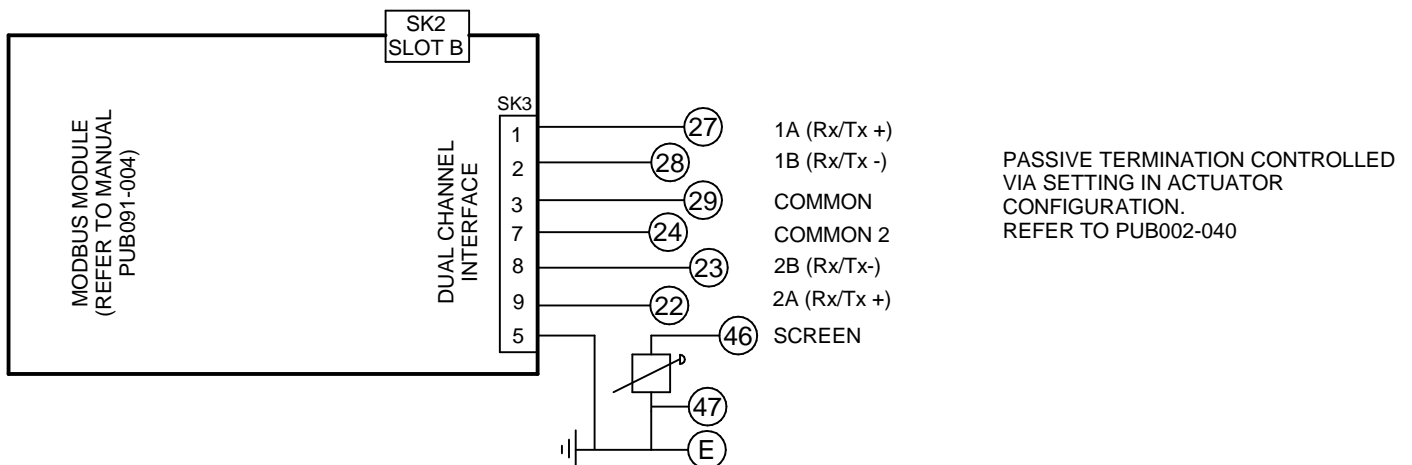 SK2
SLOT B
MODBUS MODULE
(REFER TO MANUAL
PUB091-004)
DUAL CHANNEL
INTERFACE
SK3
1
2
3
7
8
9
5
27
1A (Rx/Tx +)
28
1B (Rx/Tx -)
29
COMMON
24
COMMON 2
23
2B (Rx/Tx-)
22
2A (Rx/Tx +)
46
SCREEN
47
E
PASSIVE TERMINATION CONTROLLED
VIA SETTING IN ACTUATOR
CONFIGURATION.
REFER TO PUB002-040